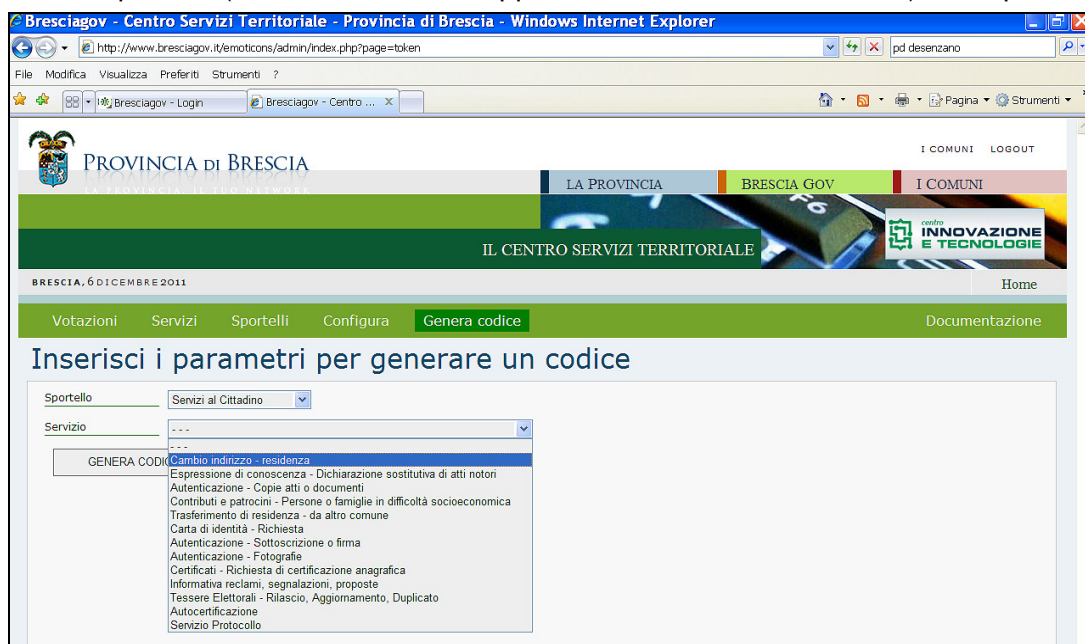 Bresciagov - Centro Servizi Territoriale - Provincia di Brescia - Windows Internet Explorer
http://www.bresciagov.it/emoticons/admin/index.php?page=token
pd desenzano
File Modifica Visualizza Preferiti Strumenti ?
Bresciagov - Login
Bresciagov - Centro ... X
Pagina
Strumenti
I COMUNI LOGOUT
PROVINCIA DI BRESCIA
LA PROVINCIA, IL TUO NETWORK
LA PROVINCIA
BRESCIA GOV
I COMUNI
centro
INNOVAZIONE
E TECNOLOGIE
IL CENTRO SERVIZI TERRITORIALE
BRESCIA, 6 DICEMBRE 2011
Home
Votazioni Servizi Sportelli Configura Genera codice Documentazione
Inserisci i parametri per generare un codice
Sportello
Servizi al Cittadino
Servizio
---
---
GENERA CODIC
Cambio indirizzo - residenza
Espressione di conoscenza - Dichiarazione sostitutiva di atti notori
Autenticazione - Copie atti o documenti
Contributi e patrocini - Persone o famiglie in difficoltà socioeconomica
Trasferimento di residenza - da altro comune
Carta di identità - Richiesta
Autenticazione - Sottoscrizione o firma
Autenticazione - Fotografie
Certificati - Richiesta di certificazione anagrafica
Informativa reclami, segnalazioni, proposte
Tessere Elettorali - Rilascio, Aggiornamento, Duplicato
Autocertificazione
Servizio Protocollo